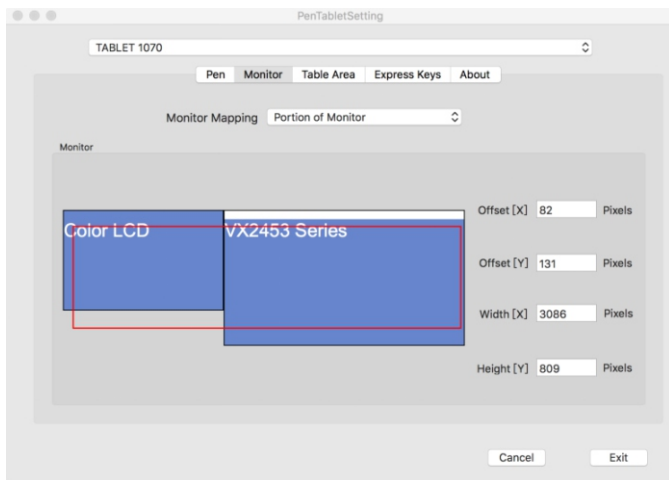 PenTabletSetting
TABLET 1070
Pen Monitor Table Area Express Keys About
Monitor Mapping Portion of Monitor
Monitor
Color LCD VX2453 Series
Offset [X] 82 Pixels
Offset [Y] 131 Pixels
Width [X] 3086 Pixels
Height [Y] 809 Pixels
Cancel Exit